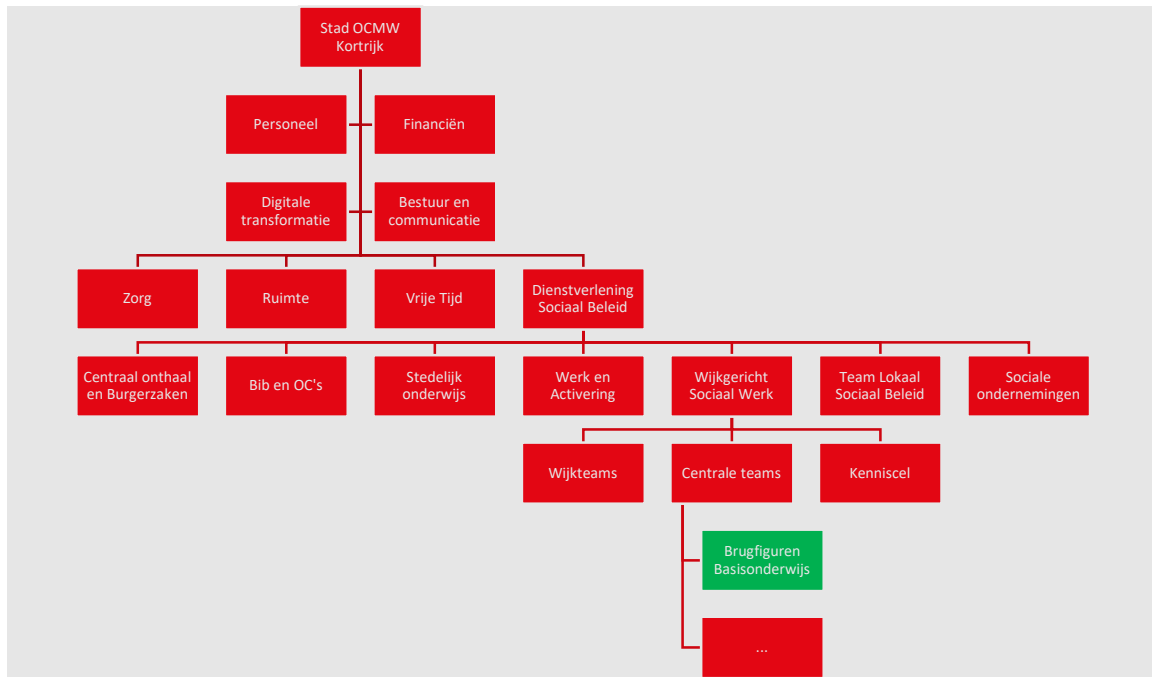 Stad OCMW
Kortrijk
Personeel
Financiën
Digitale
transformatie
Bestuur en
communicatie
Zorg
Ruimte
Vrije Tijd
Dienstverlening
Sociaal Beleid
Centraal onthaal
en Burgerzaken
Bib en OC's
Stedelijk
onderwijs
Werk en
Activering
Wijkgericht
Sociaal Werk
Team Lokaal
Sociaal Beleid
Sociale
ondernemingen
Wijkteams
Centrale teams
Kenniscel
Brugfiguren
Basisonderwijs
...